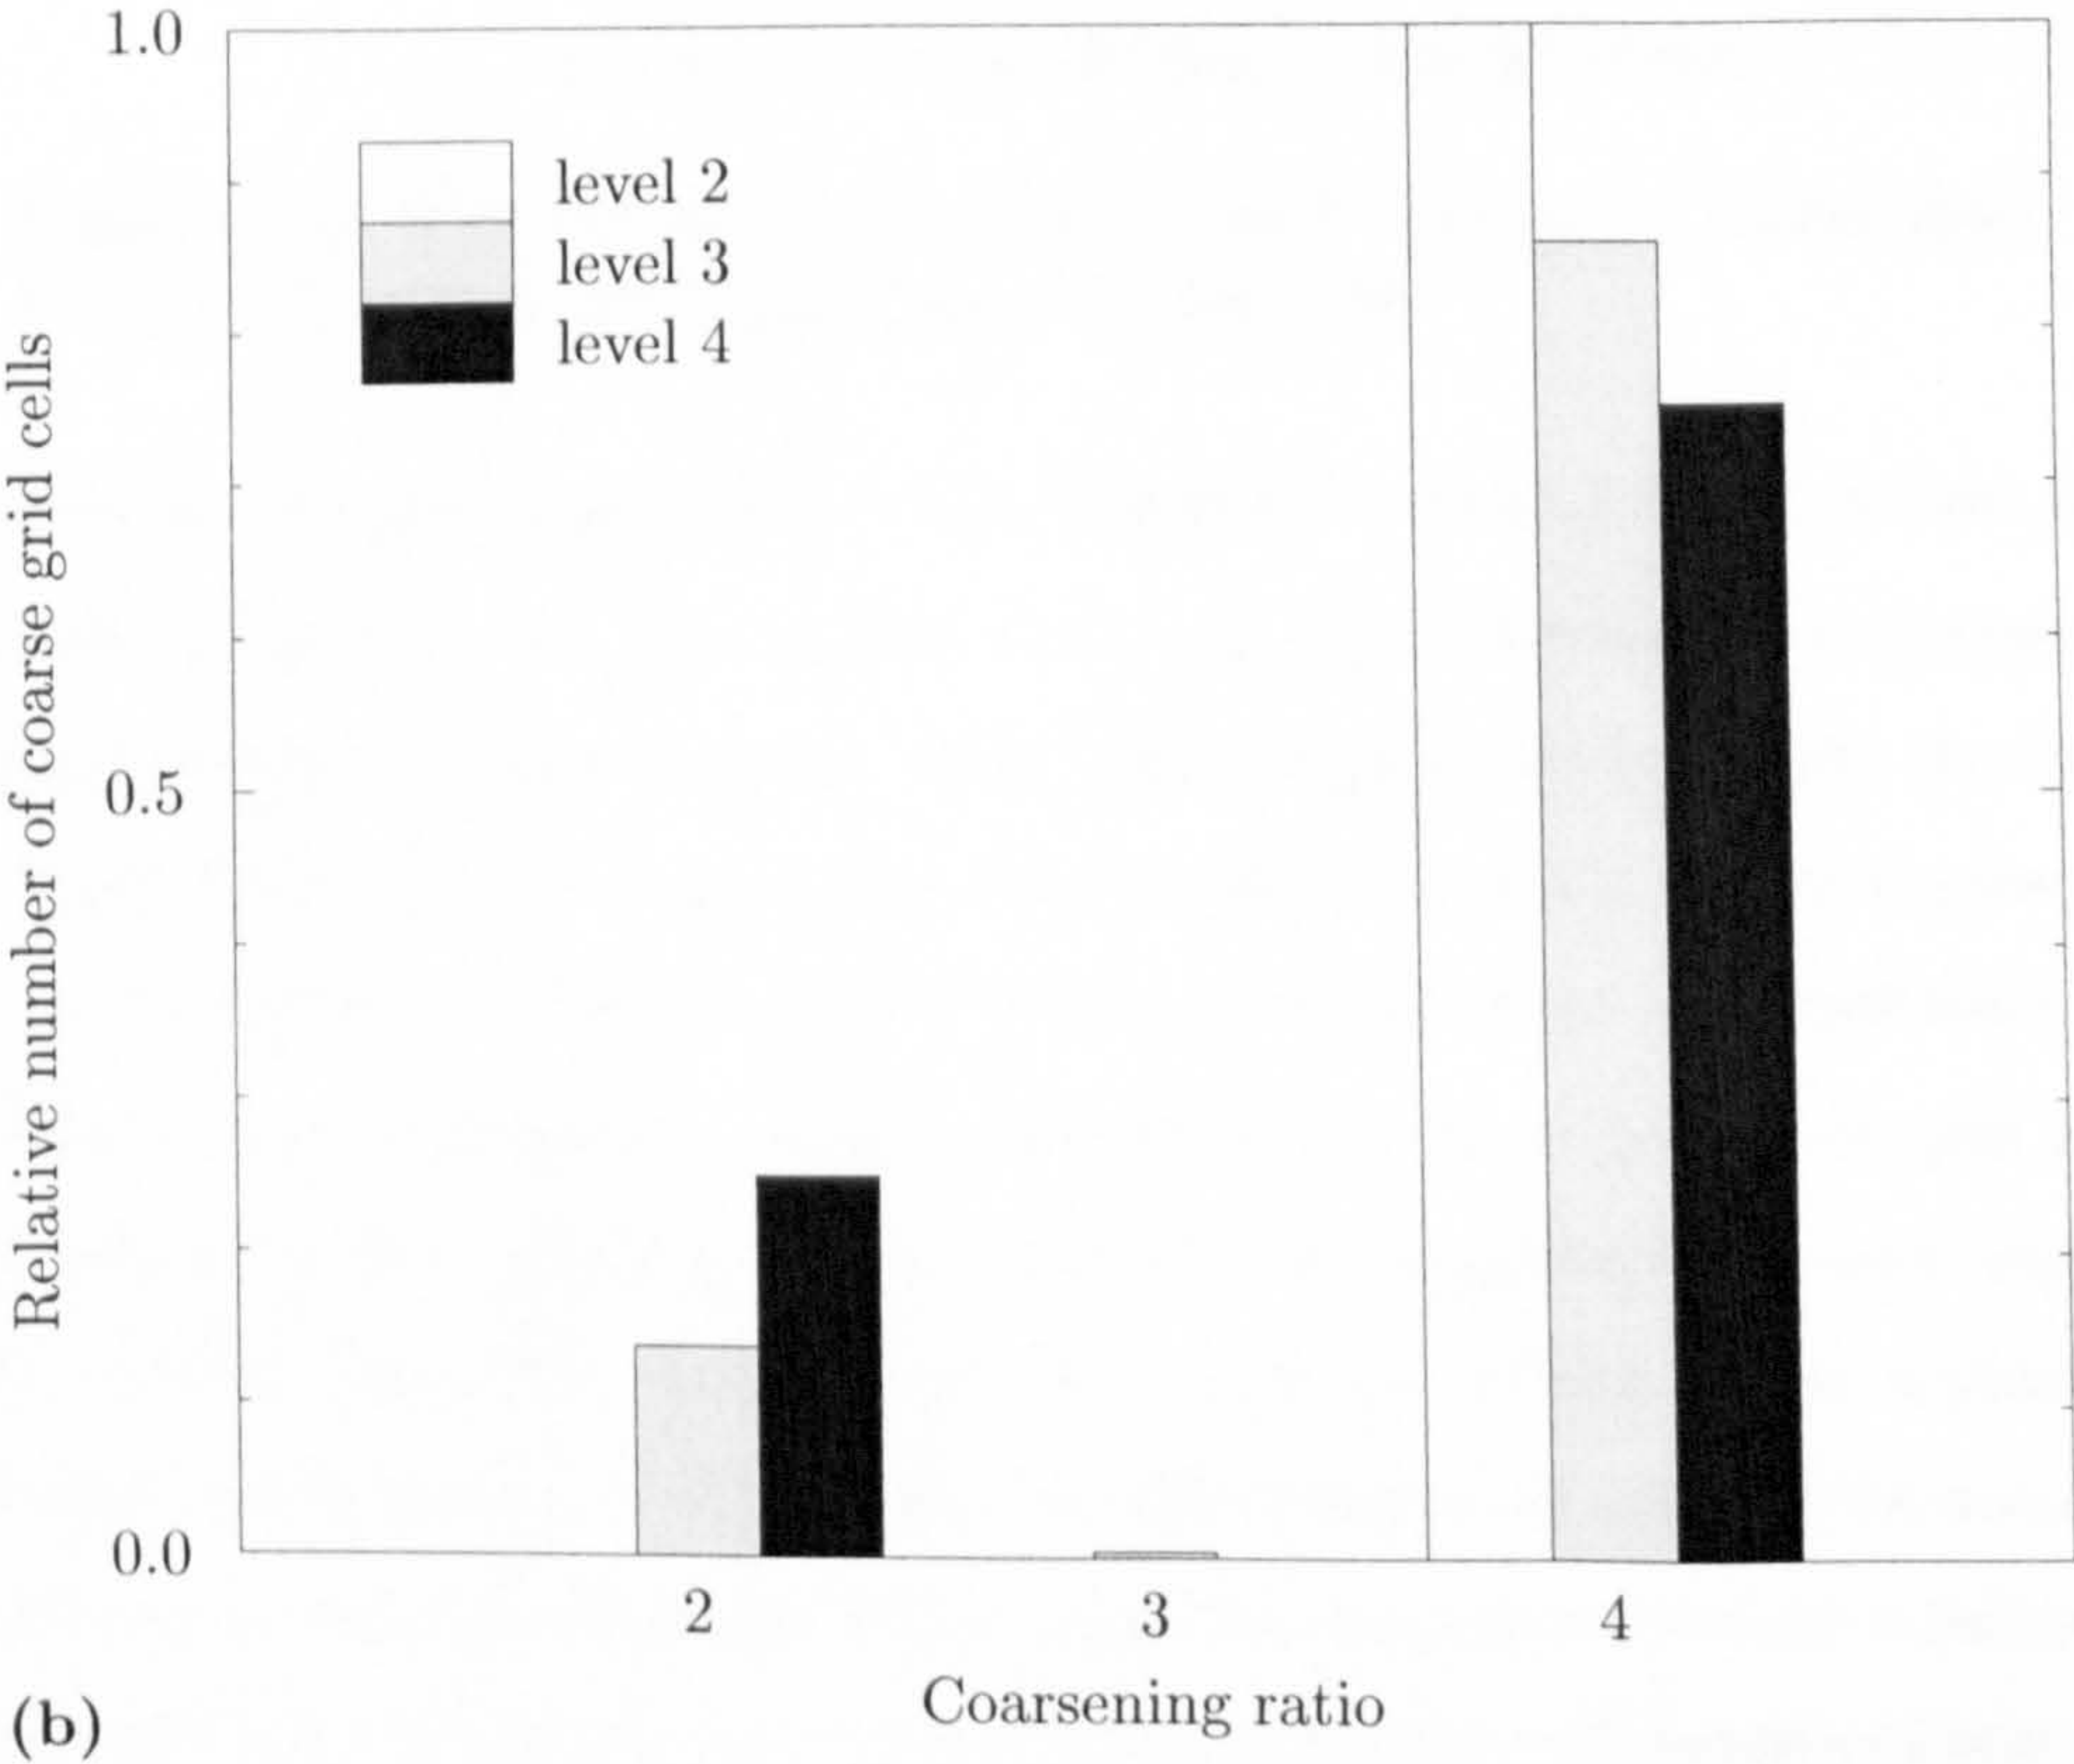 1.0
level 2
level 3
level 4
Relative number of coarse grid cells
0.5
0.0
2 3 4
Coarsening ratio
(b)